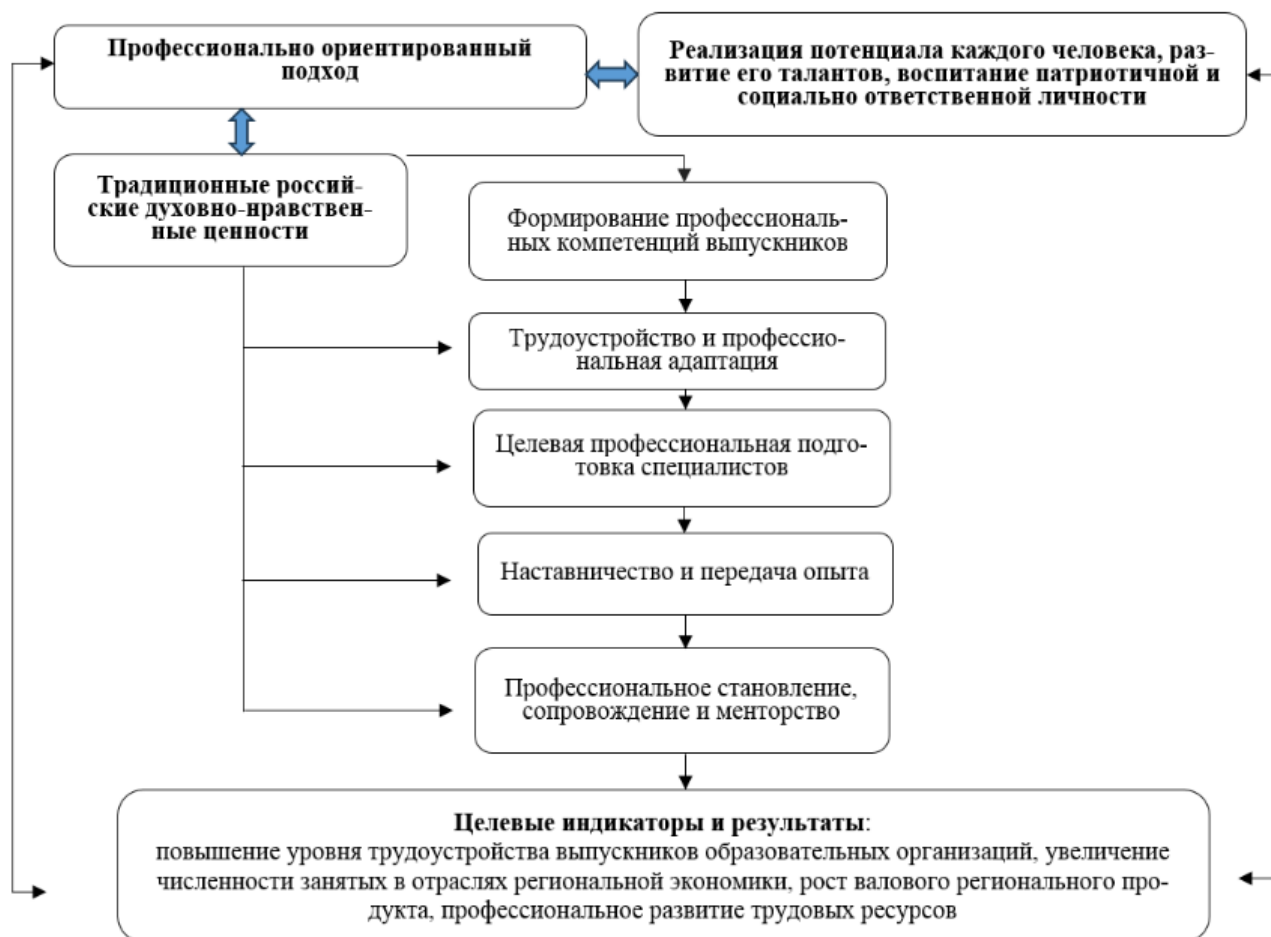 Профессионально ориентированный
подход
Реализация потенциала каждого человека, раз-
витие его талантов, воспитание патриотичной и
социально ответственной личности
Традиционные россий-
ские духовно-нравствен-
ные ценности
Формирование профессиональ-
ных компетенций выпускников
Трудоустройство и профессио-
нальная адаптация
Целевая профессиональная подго-
товка специалистов
Наставничество и передача опыта
Профессиональное становление,
сопровождение и менторство
Целевые индикаторы и результаты:
повышение уровня трудоустройства выпускников образовательных организаций, увеличение
численности занятых в отраслях региональной экономики, рост валового регионального про-
дукта, профессиональное развитие трудовых ресурсов